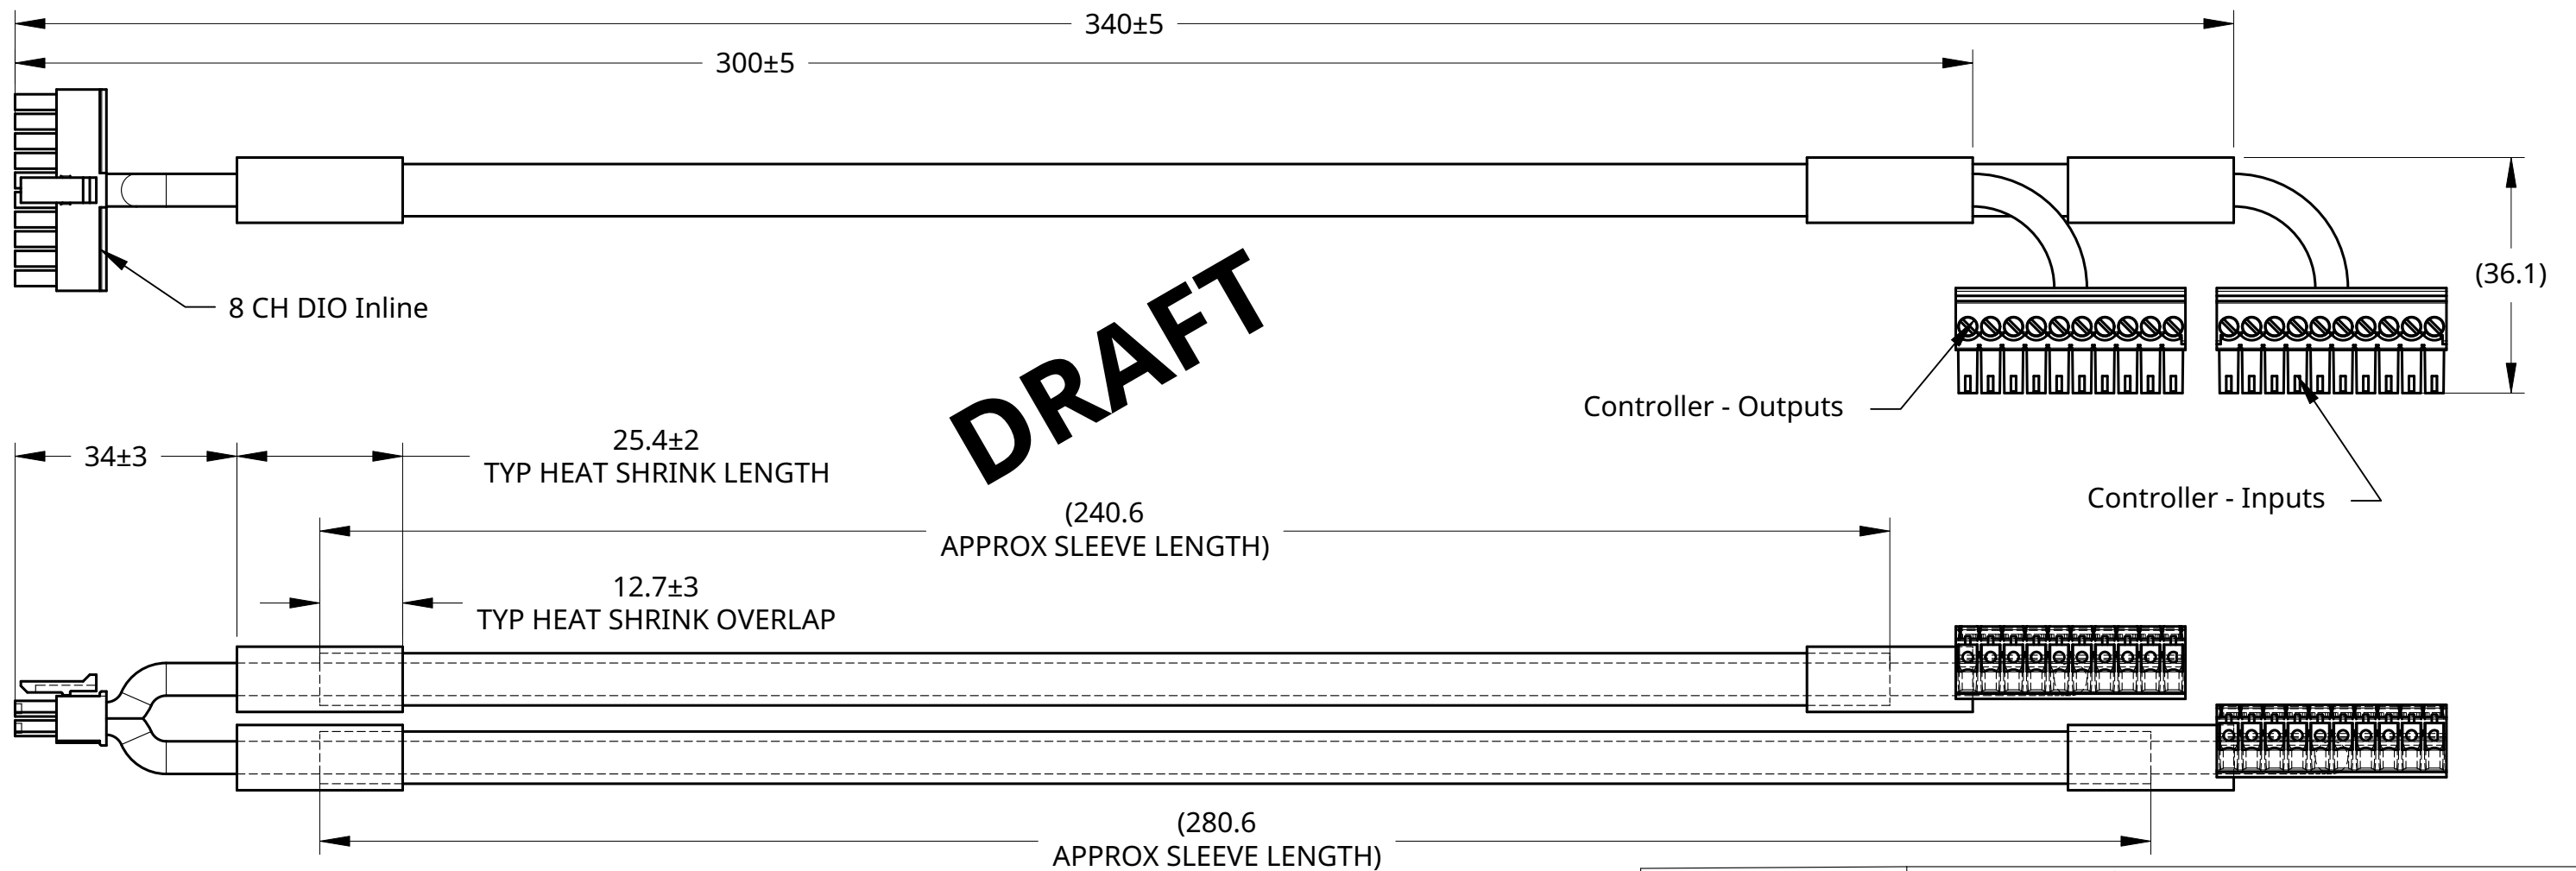 340±5
300±5
8 CH DIO Inline
(36.1)
DRAFT
Controller - Outputs
Controller - Inputs
34±3
25.4±2
TYP HEAT SHRINK LENGTH
(240.6
APPROX SLEEVE LENGTH)
12.7±3
TYP HEAT SHRINK OVERLAP
(280.6
APPROX SLEEVE LENGTH)